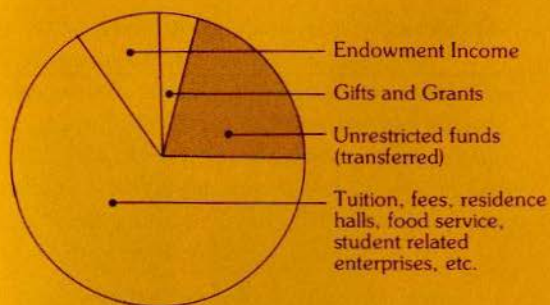 Endowment Income
Gifts and Grants
Unrestricted funds
(transferred)
Tuition, fees, residence
halls, food service,
student related
enterprises, etc.